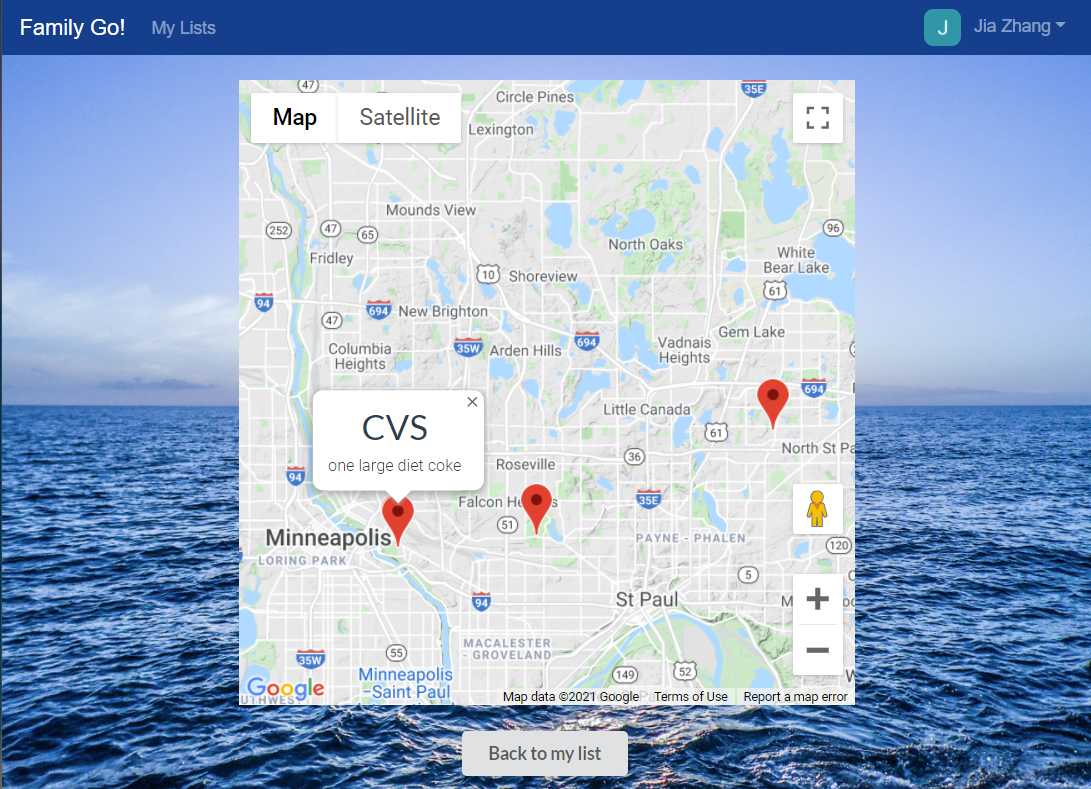 Family Go!
My Lists
J
Jia Zhang
Map
Satellite
47
Circle Pines
35E
Lexington
Mounds View
252
47
65
North Oaks
96
Fridley
White
Bear Lake
10
Shoreview
61
94
694
New Brighton
47
Gem Lake
35W
Arden Hills
694
Vadnais
Heights
Columbia
Heights
694
CVS
one large diet coke
Little Canada
61
North St Pa
36
Roseville
94
35E
Falcon He
s
51
Minneapolis
PAYNE - PHALEN
120
LORING PARK
5
94
St Paul
M
MACALESTER
- GROVELAND
55
35W
Minneapolis
-Saint Paul
149
52
Google
UTHWES
Map data ©2021 Google
Terms of Use
Report a map error
Back to my list